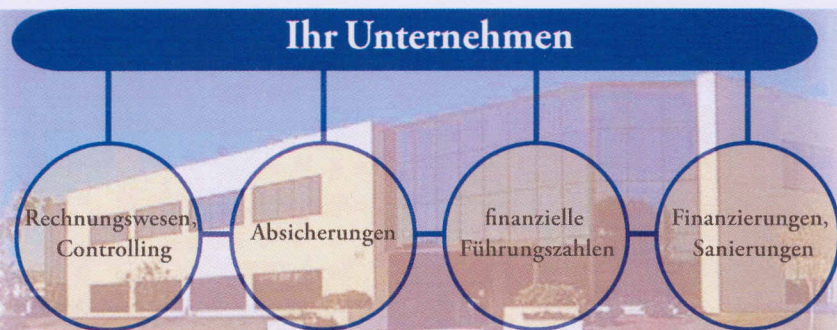 Ihr Unternehmen
Rechnungswesen,
Controlling
Absicherungen
finanzielle
Führungszahlen
Finanzierungen,
Sanierungen